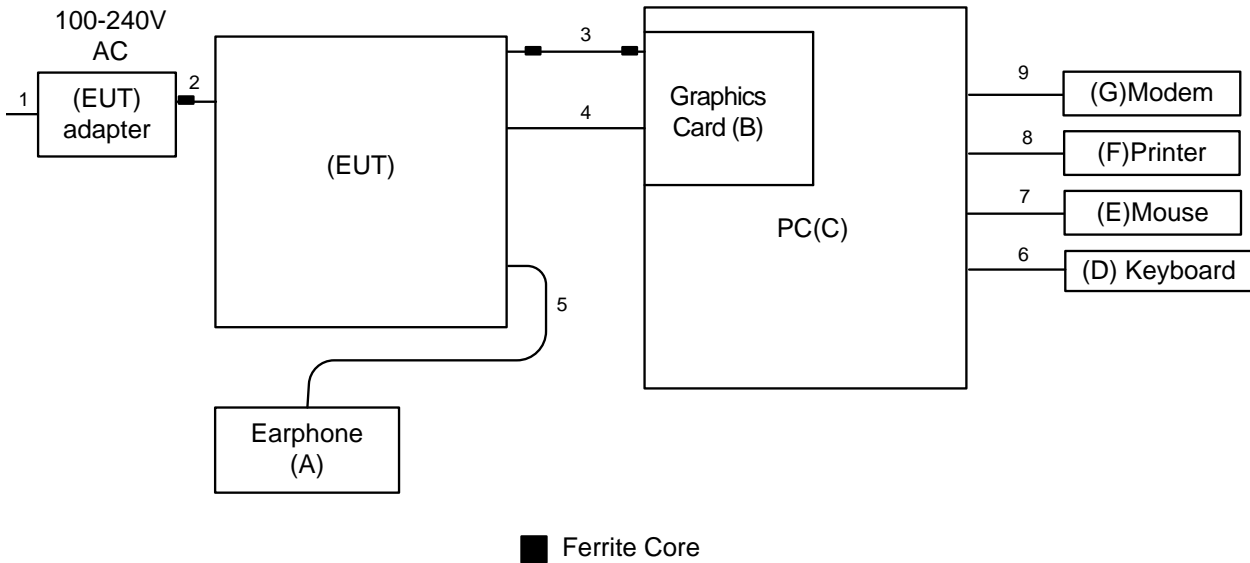 100-240V
AC
1
(EUT)
adapter
2
(EUT)
3
4
5
Earphone
(A)
Graphics
Card (B)
PC(C)
9
(G)Modem
8
(F)Printer
7
(E)Mouse
6
(D) Keyboard
Ferrite Core